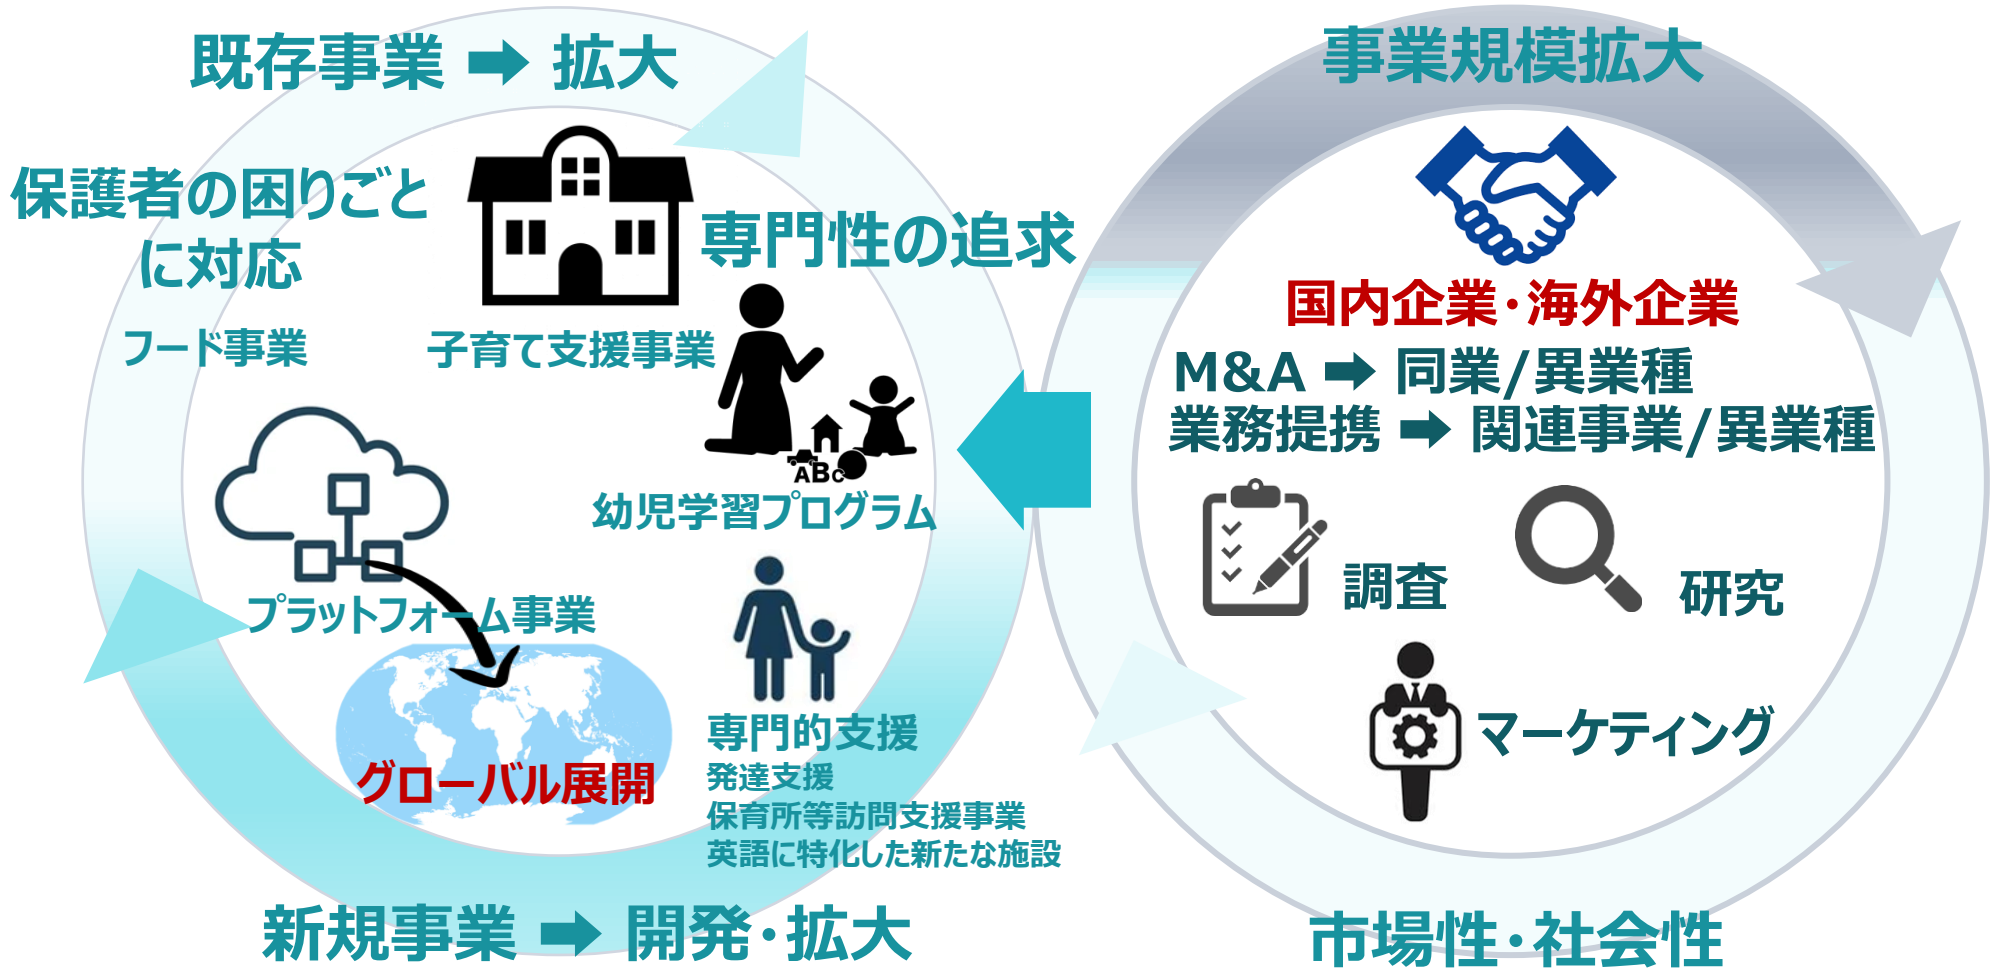 既存事業 ➡ 拡大
保護者の困りごと
に対応
専門性の追求
フード事業
子育て支援事業
ABC
幼児学習プログラム
プラットフォーム事業
グローバル展開
専門的支援
発達支援
保育所等訪問支援事業
英語に特化した新たな施設
新規事業 ➡ 開発・拡大
事業規模拡大
国内企業・海外企業
M&A ➡ 同業/異業種
業務提携 ➡ 関連事業/異業種
調査
研究
マーケティング
市場性・社会性